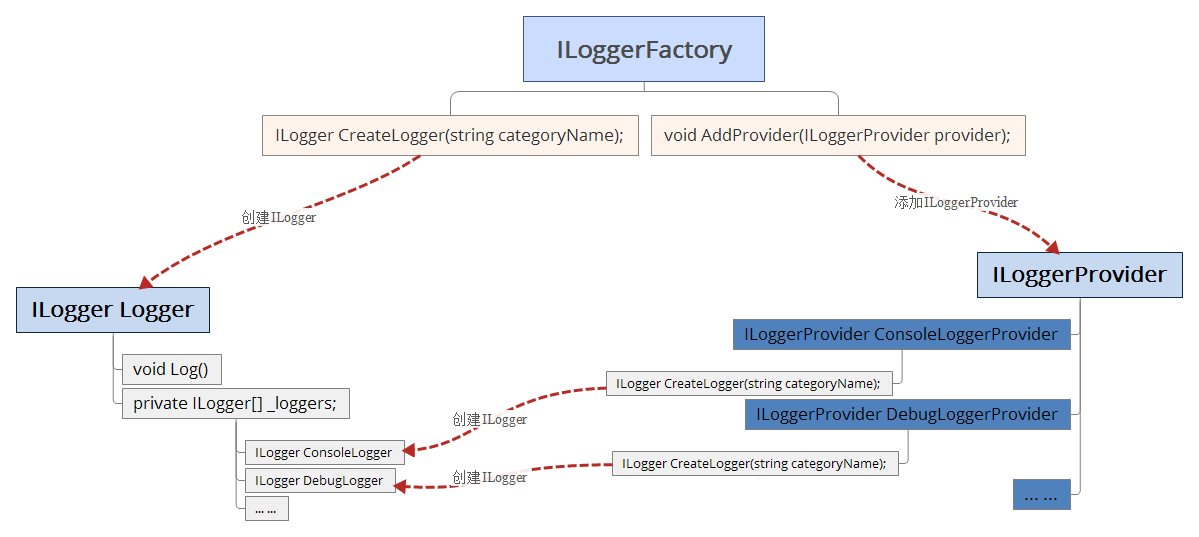 ILoggerFactory
ILogger CreateLogger(string categoryName);
void AddProvider(ILoggerProvider provider);
创建ILogger
添加ILoggerProvider
ILogger Logger
void Log()
private ILogger[] _loggers;
ILogger ConsoleLogger
ILogger DebugLogger
... ...
ILoggerProvider
ILoggerProvider ConsoleLoggerProvider
ILogger CreateLogger(string categoryName);
创建ILogger
ILoggerProvider DebugLoggerProvider
ILogger CreateLogger(string categoryName);
创建ILogger
... ...